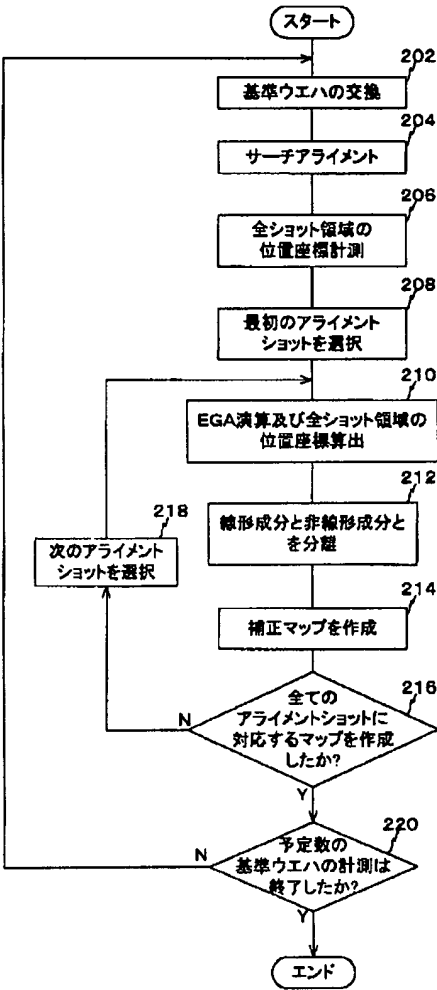 スタート
202
基準ウエハの交換
204
サーチアライメント
206
全ショット領域の
位置座標計測
208
最初のアライメント
ショットを選択
210
EGA演算及び全ショット領域の
位置座標算出
212
線形成分と非線形成分と
を分離
218
次のアライメント
ショットを選択
214
補正マップを作成
216
全ての
アライメントショットに
対応するマップを作成
したか?
N
Y
220
予定数の
基準ウエハの計測は
終了したか?
N
Y
エンド